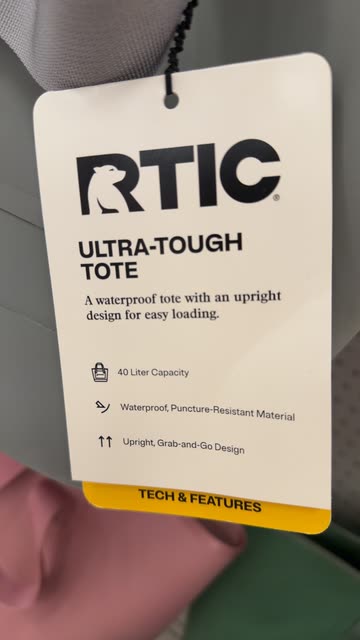 RTIC®
ULTRA-TOUGH
TOTE
A waterproof tote with an upright
design for easy loading.
40 Liter Capacity
Waterproof, Puncture-Resistant Material
Upright, Grab-and-Go Design
TECH & FEATURES